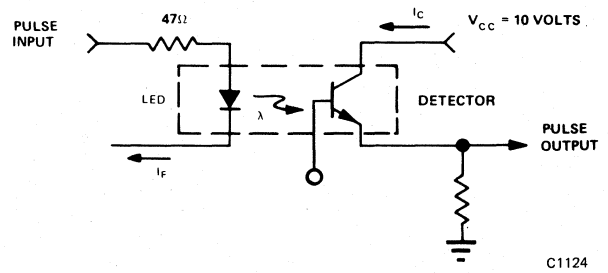 PULSE
INPUT
47Ω
I_C
V_CC = 10 VOLTS
LED
λ
DETECTOR
PULSE
OUTPUT
I_F
C1124